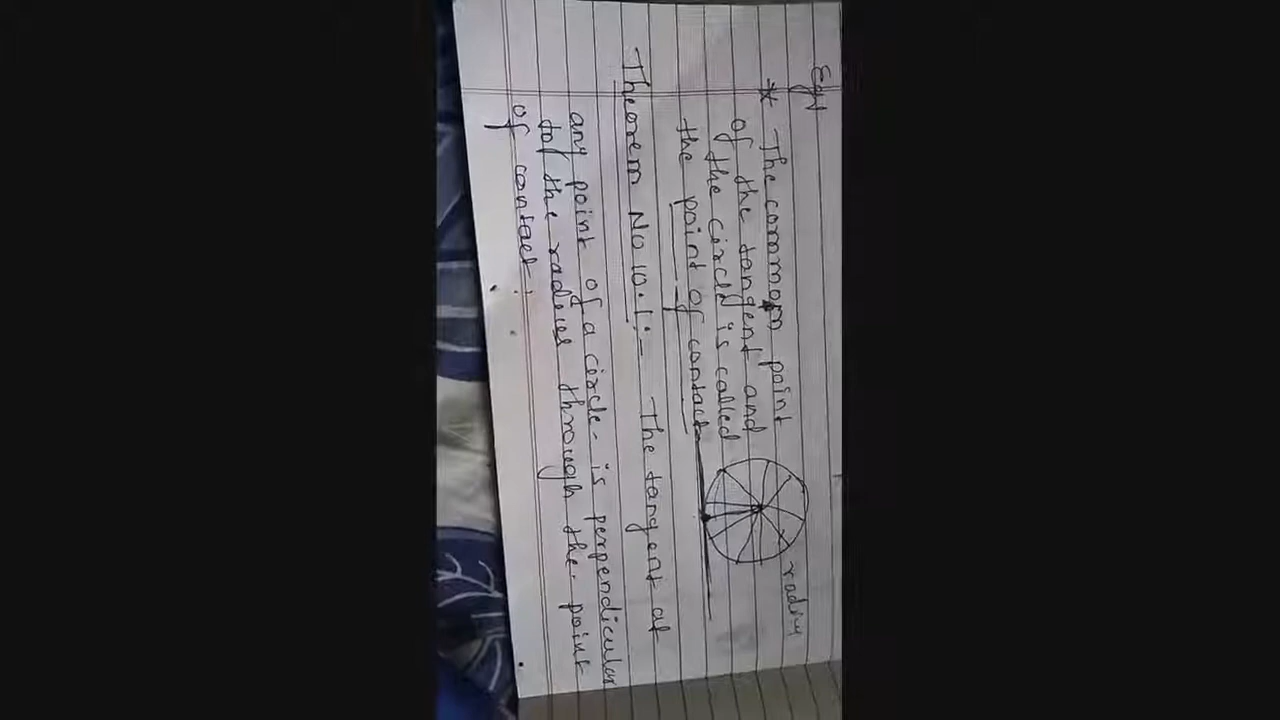 * The common point
of the tangent and
of the circle is called
the point of contact
radius
Theorem No 10.1:- The tangent at
any point of a circle is perpendicular
to the radius through the point
of contact.